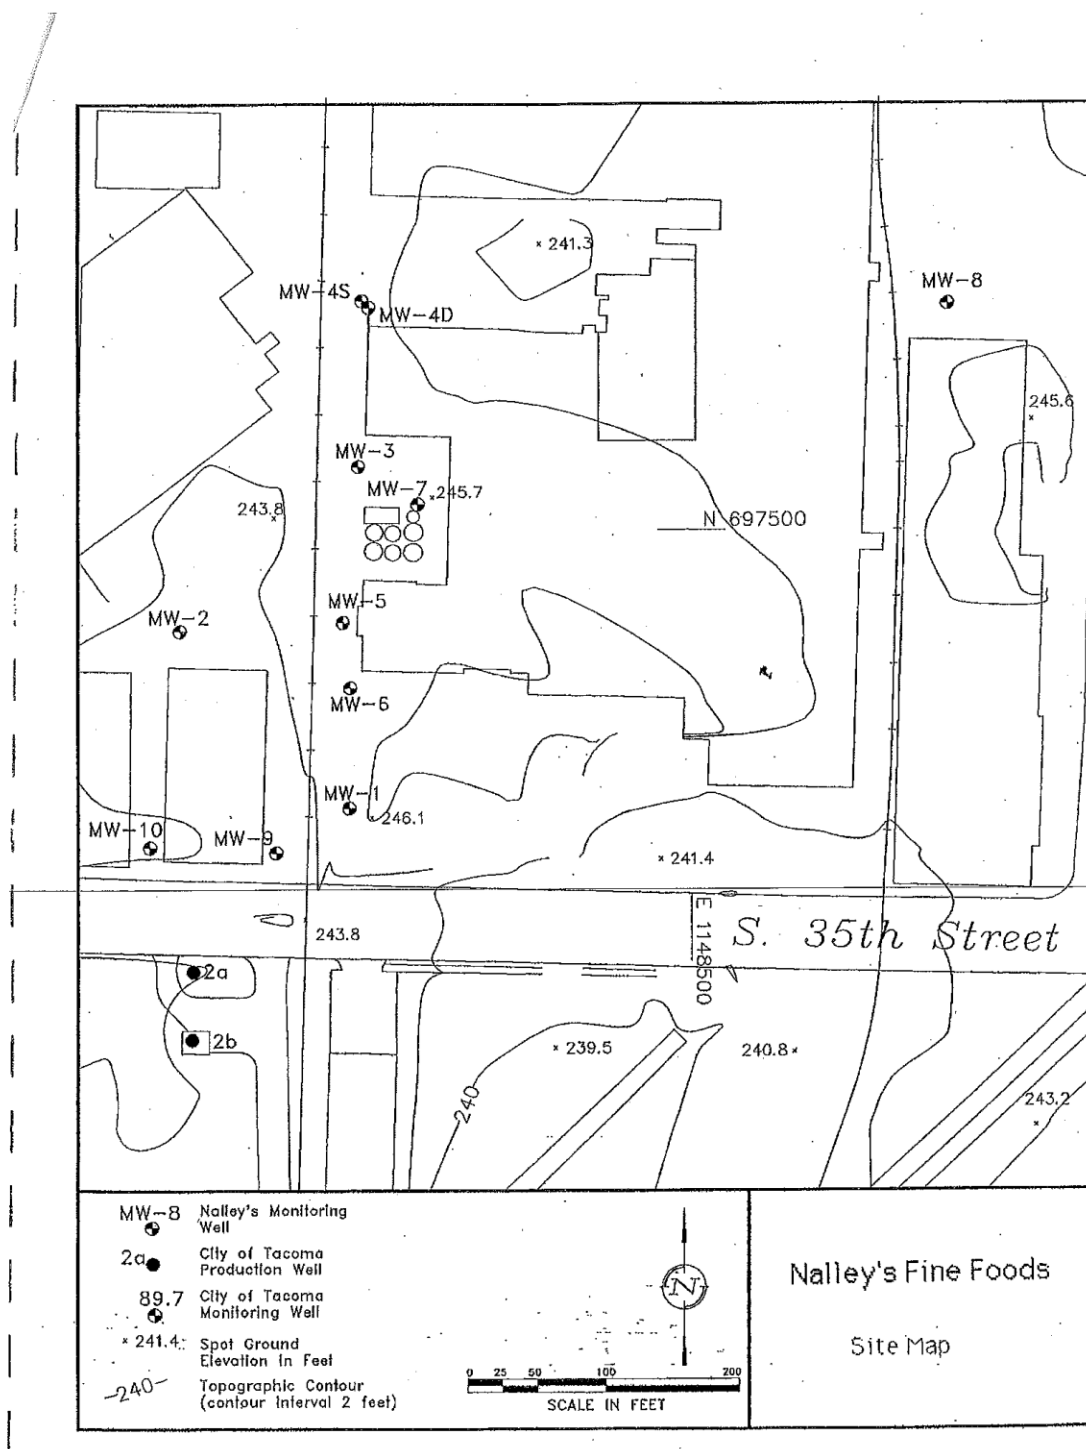 241.3
MW-4S
MW-4D
MW-8
245.6
MW-3
MW-7
245.7
243.8
N 697500
MW-5
MW-2
MW-6
MW-1
246.1
MW-10
MW-9
241.4
E 1148500
S. 35th Street
243.8
2a
2b
239.5
240.8
240
243.2
MW-8 Nalley's Monitoring
Well
2a City of Tacoma
Production Well
89.7 City of Tacoma
Monitoring Well
× 241.4 Spot Ground
Elevation In Feet
-240- Topographic Contour
(contour Interval 2 feet)
N
0 25 50 100 200
SCALE IN FEET
Nalley's Fine Foods
Site Map